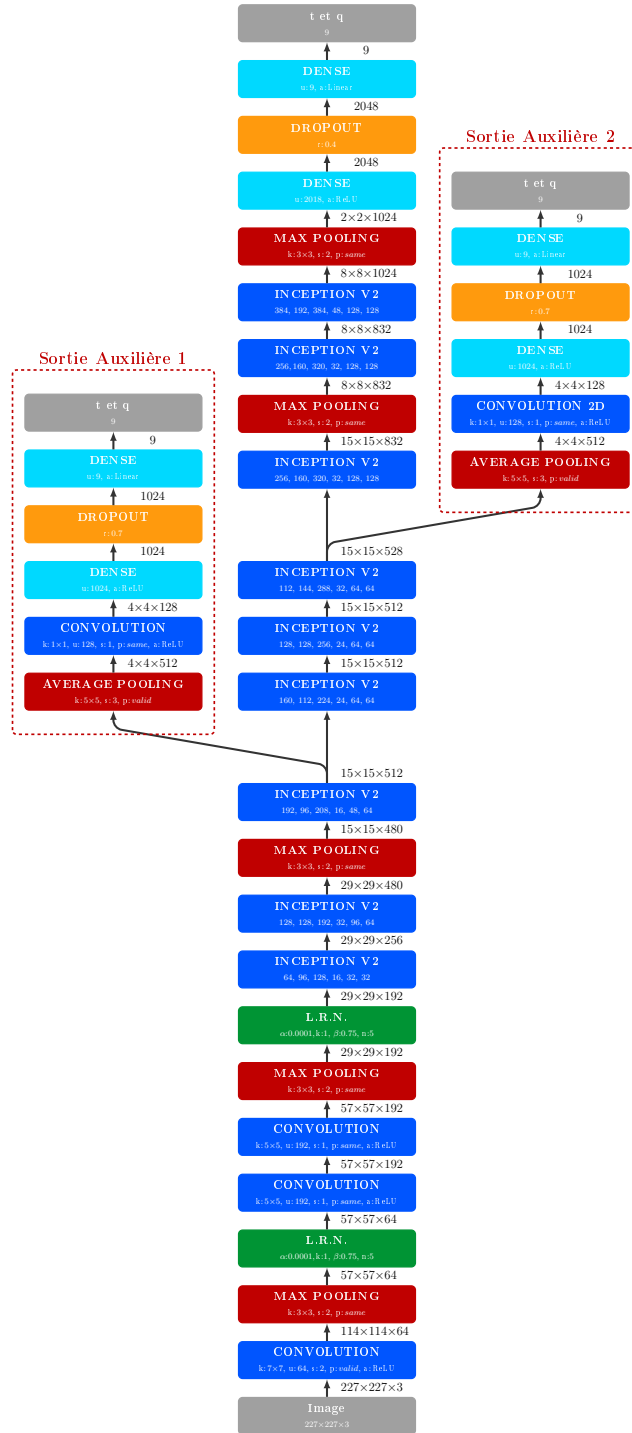 t et q
9
9
DENSE
u:9, a:Linear
2048
DROPOUT
r:0.4
2048
DENSE
u:2018, a:ReLU
2×2×1024
MAX POOLING
k:3×3, s:2, p:same
8×8×1024
INCEPTION V2
384, 192, 384, 48, 128, 128
8×8×832
INCEPTION V2
256,160, 320, 32, 128, 128
8×8×832
MAX POOLING
k:3×3, s:2, p:same
15×15×832
INCEPTION V2
256, 160, 320, 32, 128, 128
15×15×528
INCEPTION V2
112, 144, 288, 32, 64, 64
15×15×512
INCEPTION V2
128, 128, 256, 24, 64, 64
15×15×512
INCEPTION V2
160, 112, 224, 24, 64, 64
15×15×512
INCEPTION V2
192, 96, 208, 16, 48, 64
15×15×480
MAX POOLING
k:3×3, s:2, p:same
29×29×480
INCEPTION V2
128, 128, 192, 32, 96, 64
29×29×256
INCEPTION V2
64, 96, 128, 16, 32, 32
29×29×192
L.R.N.
α:0.0001,k:1, β:0.75, n:5
29×29×192
MAX POOLING
k:3×3, s:2, p:same
57×57×192
CONVOLUTION
k:5×5, u:192, s:1, p:same, a:ReLU
57×57×192
CONVOLUTION
k:5×5, u:192, s:1, p:same, a:ReLU
57×57×64
L.R.N.
α:0.0001,k:1, β:0.75, n:5
57×57×64
MAX POOLING
k:3×3, s:2, p:same
114×114×64
CONVOLUTION
k:7×7, u:64, s:2, p:valid, a:ReLU
227×227×3
Image
227×227×3
Sortie Auxilière 1
t et q
9
9
DENSE
u:9, a:Linear
1024
DROPOUT
r:0.7
1024
DENSE
u:1024, a:ReLU
4×4×128
CONVOLUTION
k:1×1, u:128, s:1, p:same, a:ReLU
4×4×512
AVERAGE POOLING
k:5×5, s:3, p:valid
Sortie Auxilière 2
t et q
9
9
DENSE
u:9, a:Linear
1024
DROPOUT
r:0.7
1024
DENSE
u:1024, a:ReLU
4×4×128
CONVOLUTION 2D
k:1×1, u:128, s:1, p:same, a:ReLU
4×4×512
AVERAGE POOLING
k:5×5, s:3, p:valid